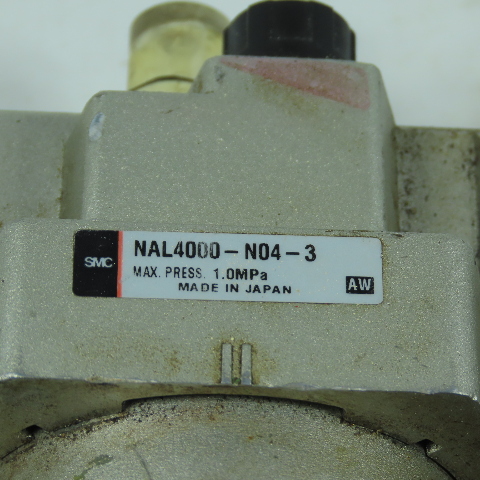 SMC
NAL4000-N04-3
MAX. PRESS. 1.0MPa
MADE IN JAPAN
AW